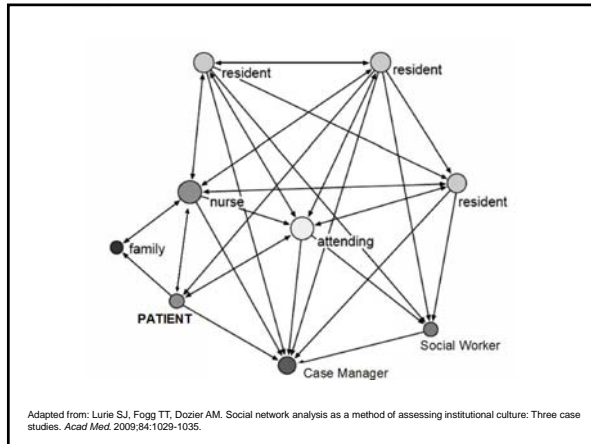 resident
resident
nurse
resident
attending
family
PATIENT
Social Worker
Case Manager
Adapted from: Lurie SJ, Fogg TT, Dozier AM. Social network analysis as a method of assessing institutional culture: Three case
studies. Acad Med. 2009;84:1029-1035.